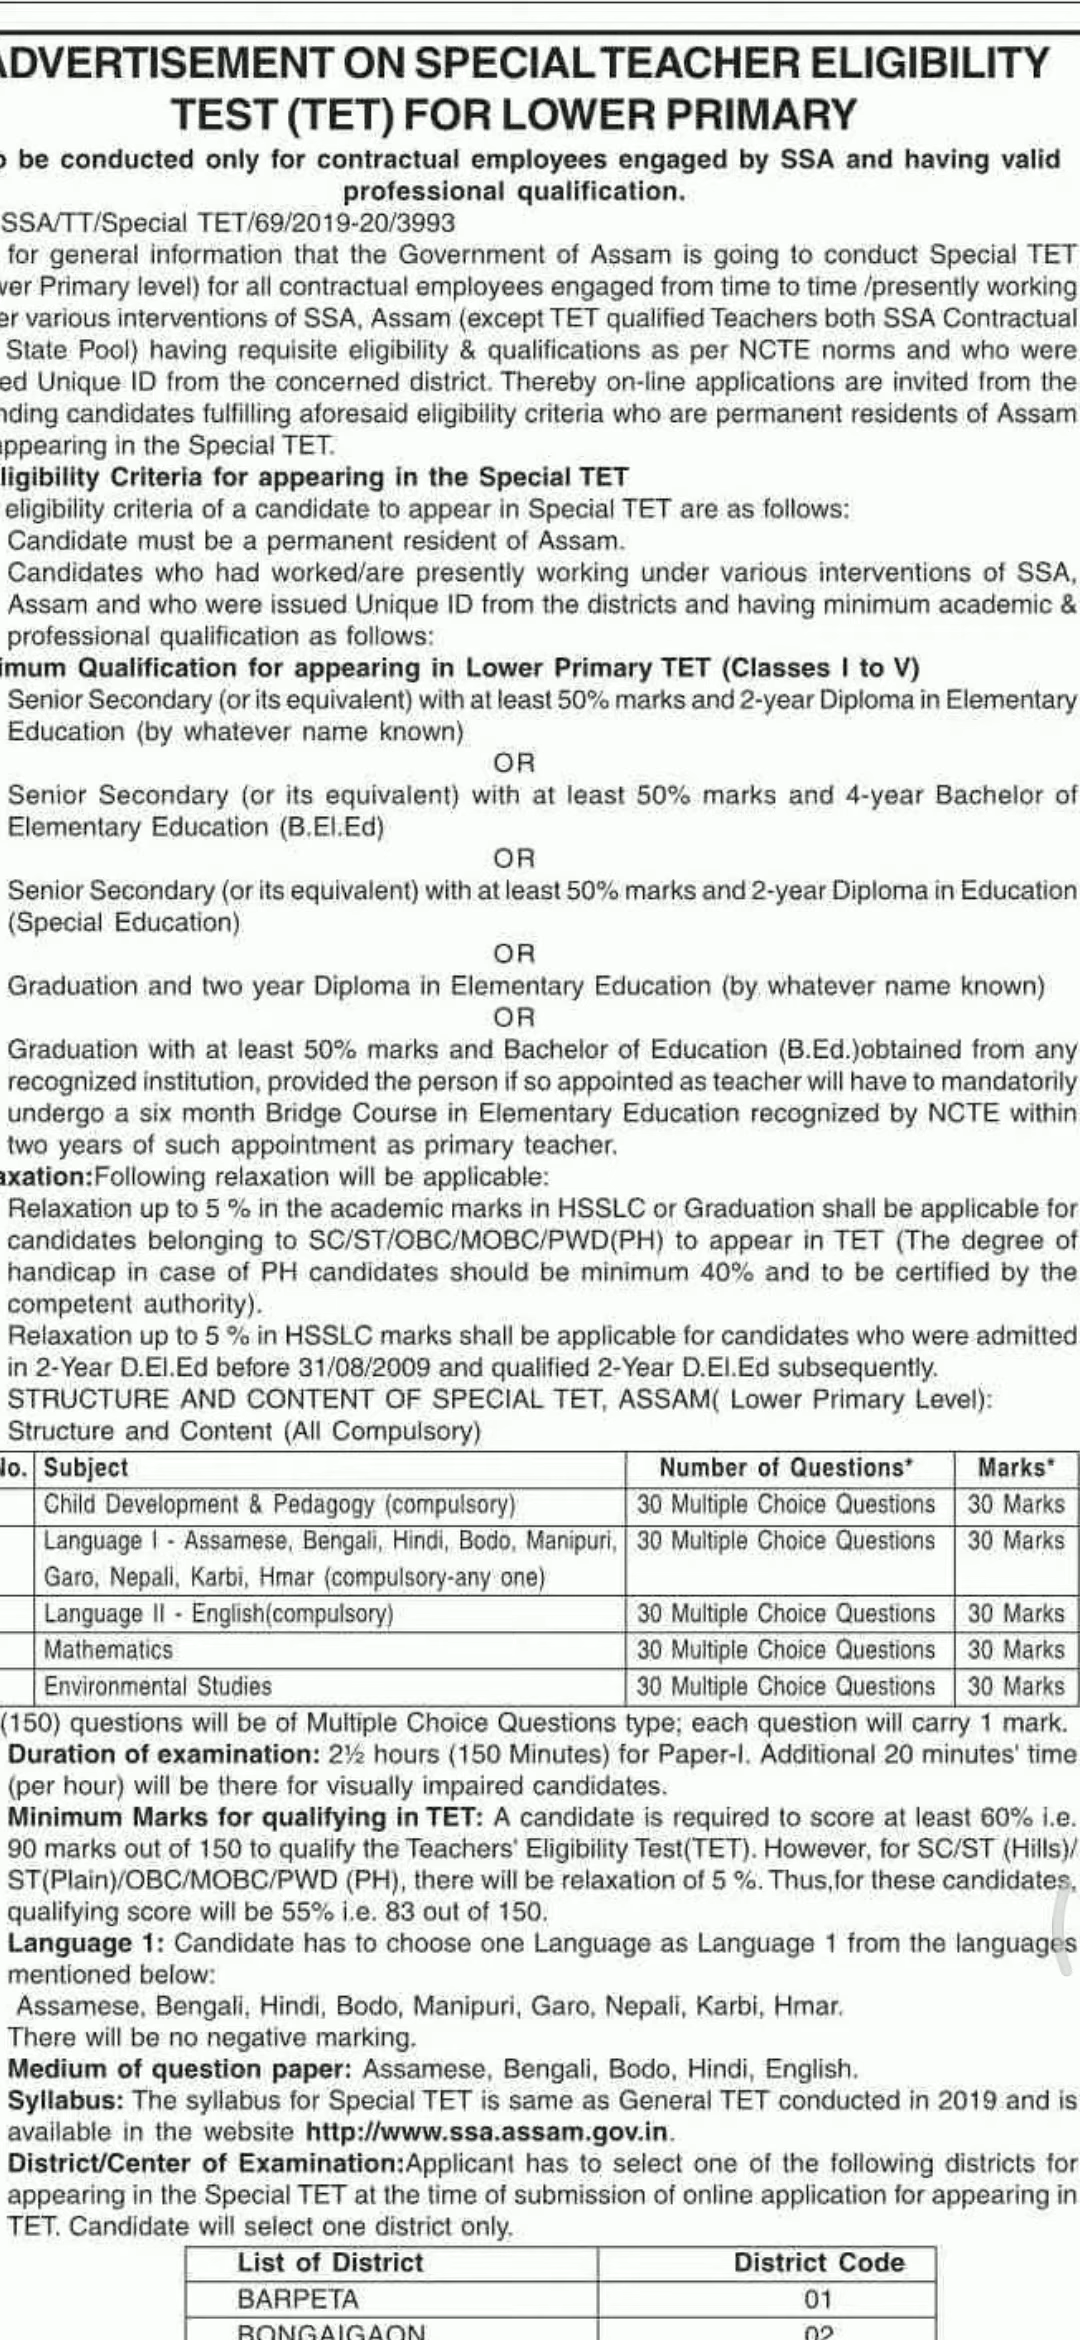 ADVERTISEMENT ON SPECIAL TEACHER ELIGIBILITY
TEST (TET) FOR LOWER PRIMARY
be conducted only for contractual employees engaged by SSA and having valid
professional qualification.
SSA/TT/Special TET/69/2019-20/3993
for general information that the Government of Assam is going to conduct Special TET
wer Primary level) for all contractual employees engaged from time to time /presently working
er various interventions of SSA, Assam (except TET qualified Teachers both SSA Contractual
State Pool) having requisite eligibility & qualifications as per NCTE norms and who were
ed Unique ID from the concerned district. Thereby on-line applications are invited from the
nding candidates fulfilling aforesaid eligibility criteria who are permanent residents of Assam
appearing in the Special TET.
ligibility Criteria for appearing in the Special TET
eligibility criteria of a candidate to appear in Special TET are as follows:
Candidate must be a permanent resident of Assam.
Candidates who had worked/are presently working under various interventions of SSA,
Assam and who were issued Unique ID from the districts and having minimum academic &
professional qualification as follows:
imum Qualification for appearing in Lower Primary TET (Classes I to V)
Senior Secondary (or its equivalent) with at least 50% marks and 2-year Diploma in Elementary
Education (by whatever name known)
OR
Senior Secondary (or its equivalent) with at least 50% marks and 4-year Bachelor of
Elementary Education (B.El.Ed)
OR
Senior Secondary (or its equivalent) with at least 50% marks and 2-year Diploma in Education
(Special Education)
OR
Graduation and two year Diploma in Elementary Education (by whatever name known)
OR
Graduation with at least 50% marks and Bachelor of Education (B.Ed.)obtained from any
recognized institution, provided the person if so appointed as teacher will have to mandatorily
undergo a six month Bridge Course in Elementary Education recognized by NCTE within
two years of such appointment as primary teacher.
axation:Following relaxation will be applicable:
Relaxation up to 5 % in the academic marks in HSSLC or Graduation shall be applicable for
candidates belonging to SC/ST/OBC/MOBC/PWD(PH) to appear in TET (The degree of
handicap in case of PH candidates should be minimum 40% and to be certified by the
competent authority).
Relaxation up to 5 % in HSSLC marks shall be applicable for candidates who were admitted
in 2-Year D.El.Ed before 31/08/2009 and qualified 2-Year D.El.Ed subsequently.
STRUCTURE AND CONTENT OF SPECIAL TET, ASSAM( Lower Primary Level):
Structure and Content (All Compulsory)
No. Subject Number of Questions* Marks*
Child Development & Pedagogy (compulsory) 30 Multiple Choice Questions 30 Marks
Language I - Assamese, Bengali, Hindi, Bodo, Manipuri, 30 Multiple Choice Questions 30 Marks
Garo, Nepali, Karbi, Hmar (compulsory-any one)
Language II - English(compulsory) 30 Multiple Choice Questions 30 Marks
Mathematics 30 Multiple Choice Questions 30 Marks
Environmental Studies 30 Multiple Choice Questions 30 Marks
(150) questions will be of Multiple Choice Questions type; each question will carry 1 mark.
Duration of examination: 2½ hours (150 Minutes) for Paper-I. Additional 20 minutes' time
(per hour) will be there for visually impaired candidates.
Minimum Marks for qualifying in TET: A candidate is required to score at least 60% i.e.
90 marks out of 150 to qualify the Teachers' Eligibility Test(TET). However, for SC/ST (Hills)/
ST(Plain)/OBC/MOBC/PWD (PH), there will be relaxation of 5 %. Thus,for these candidates,
qualifying score will be 55% i.e. 83 out of 150.
Language 1: Candidate has to choose one Language as Language 1 from the languages
mentioned below:
Assamese, Bengali, Hindi, Bodo, Manipuri, Garo, Nepali, Karbi, Hmar.
There will be no negative marking.
Medium of question paper: Assamese, Bengali, Bodo, Hindi, English.
Syllabus: The syllabus for Special TET is same as General TET conducted in 2019 and is
available in the website http://www.ssa.assam.gov.in.
District/Center of Examination:Applicant has to select one of the following districts for
appearing in the Special TET at the time of submission of online application for appearing in
TET. Candidate will select one district only.
List of District District Code
BARPETA 01
BONGAIGAON 02